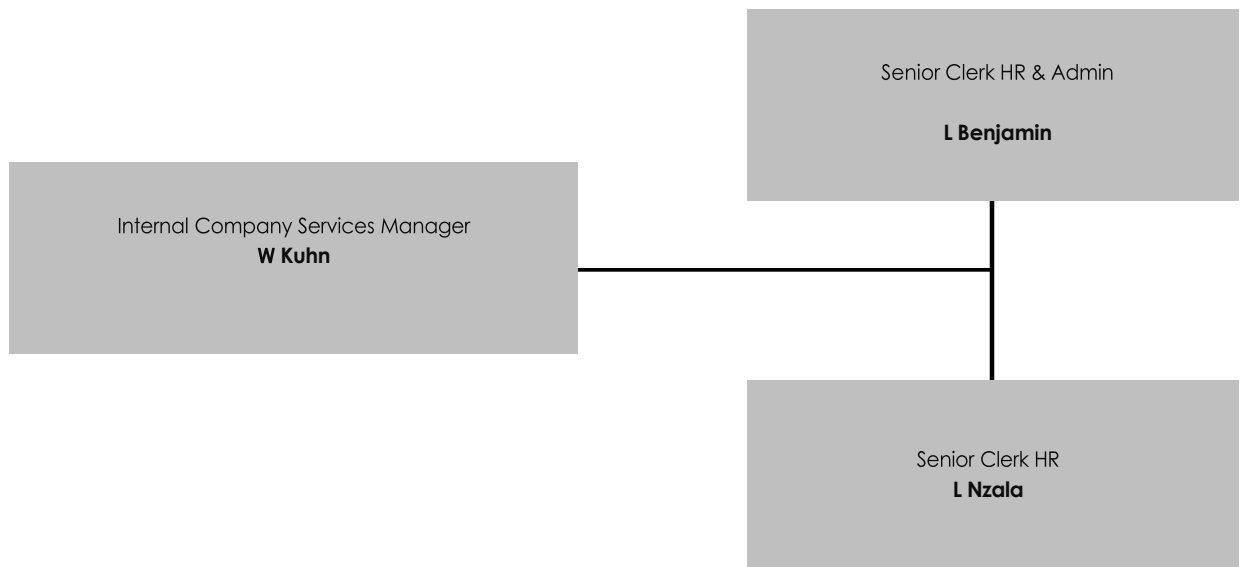 Senior Clerk HR & Admin
L Benjamin
Internal Company Services Manager
W Kuhn
Senior Clerk HR
L Nzala